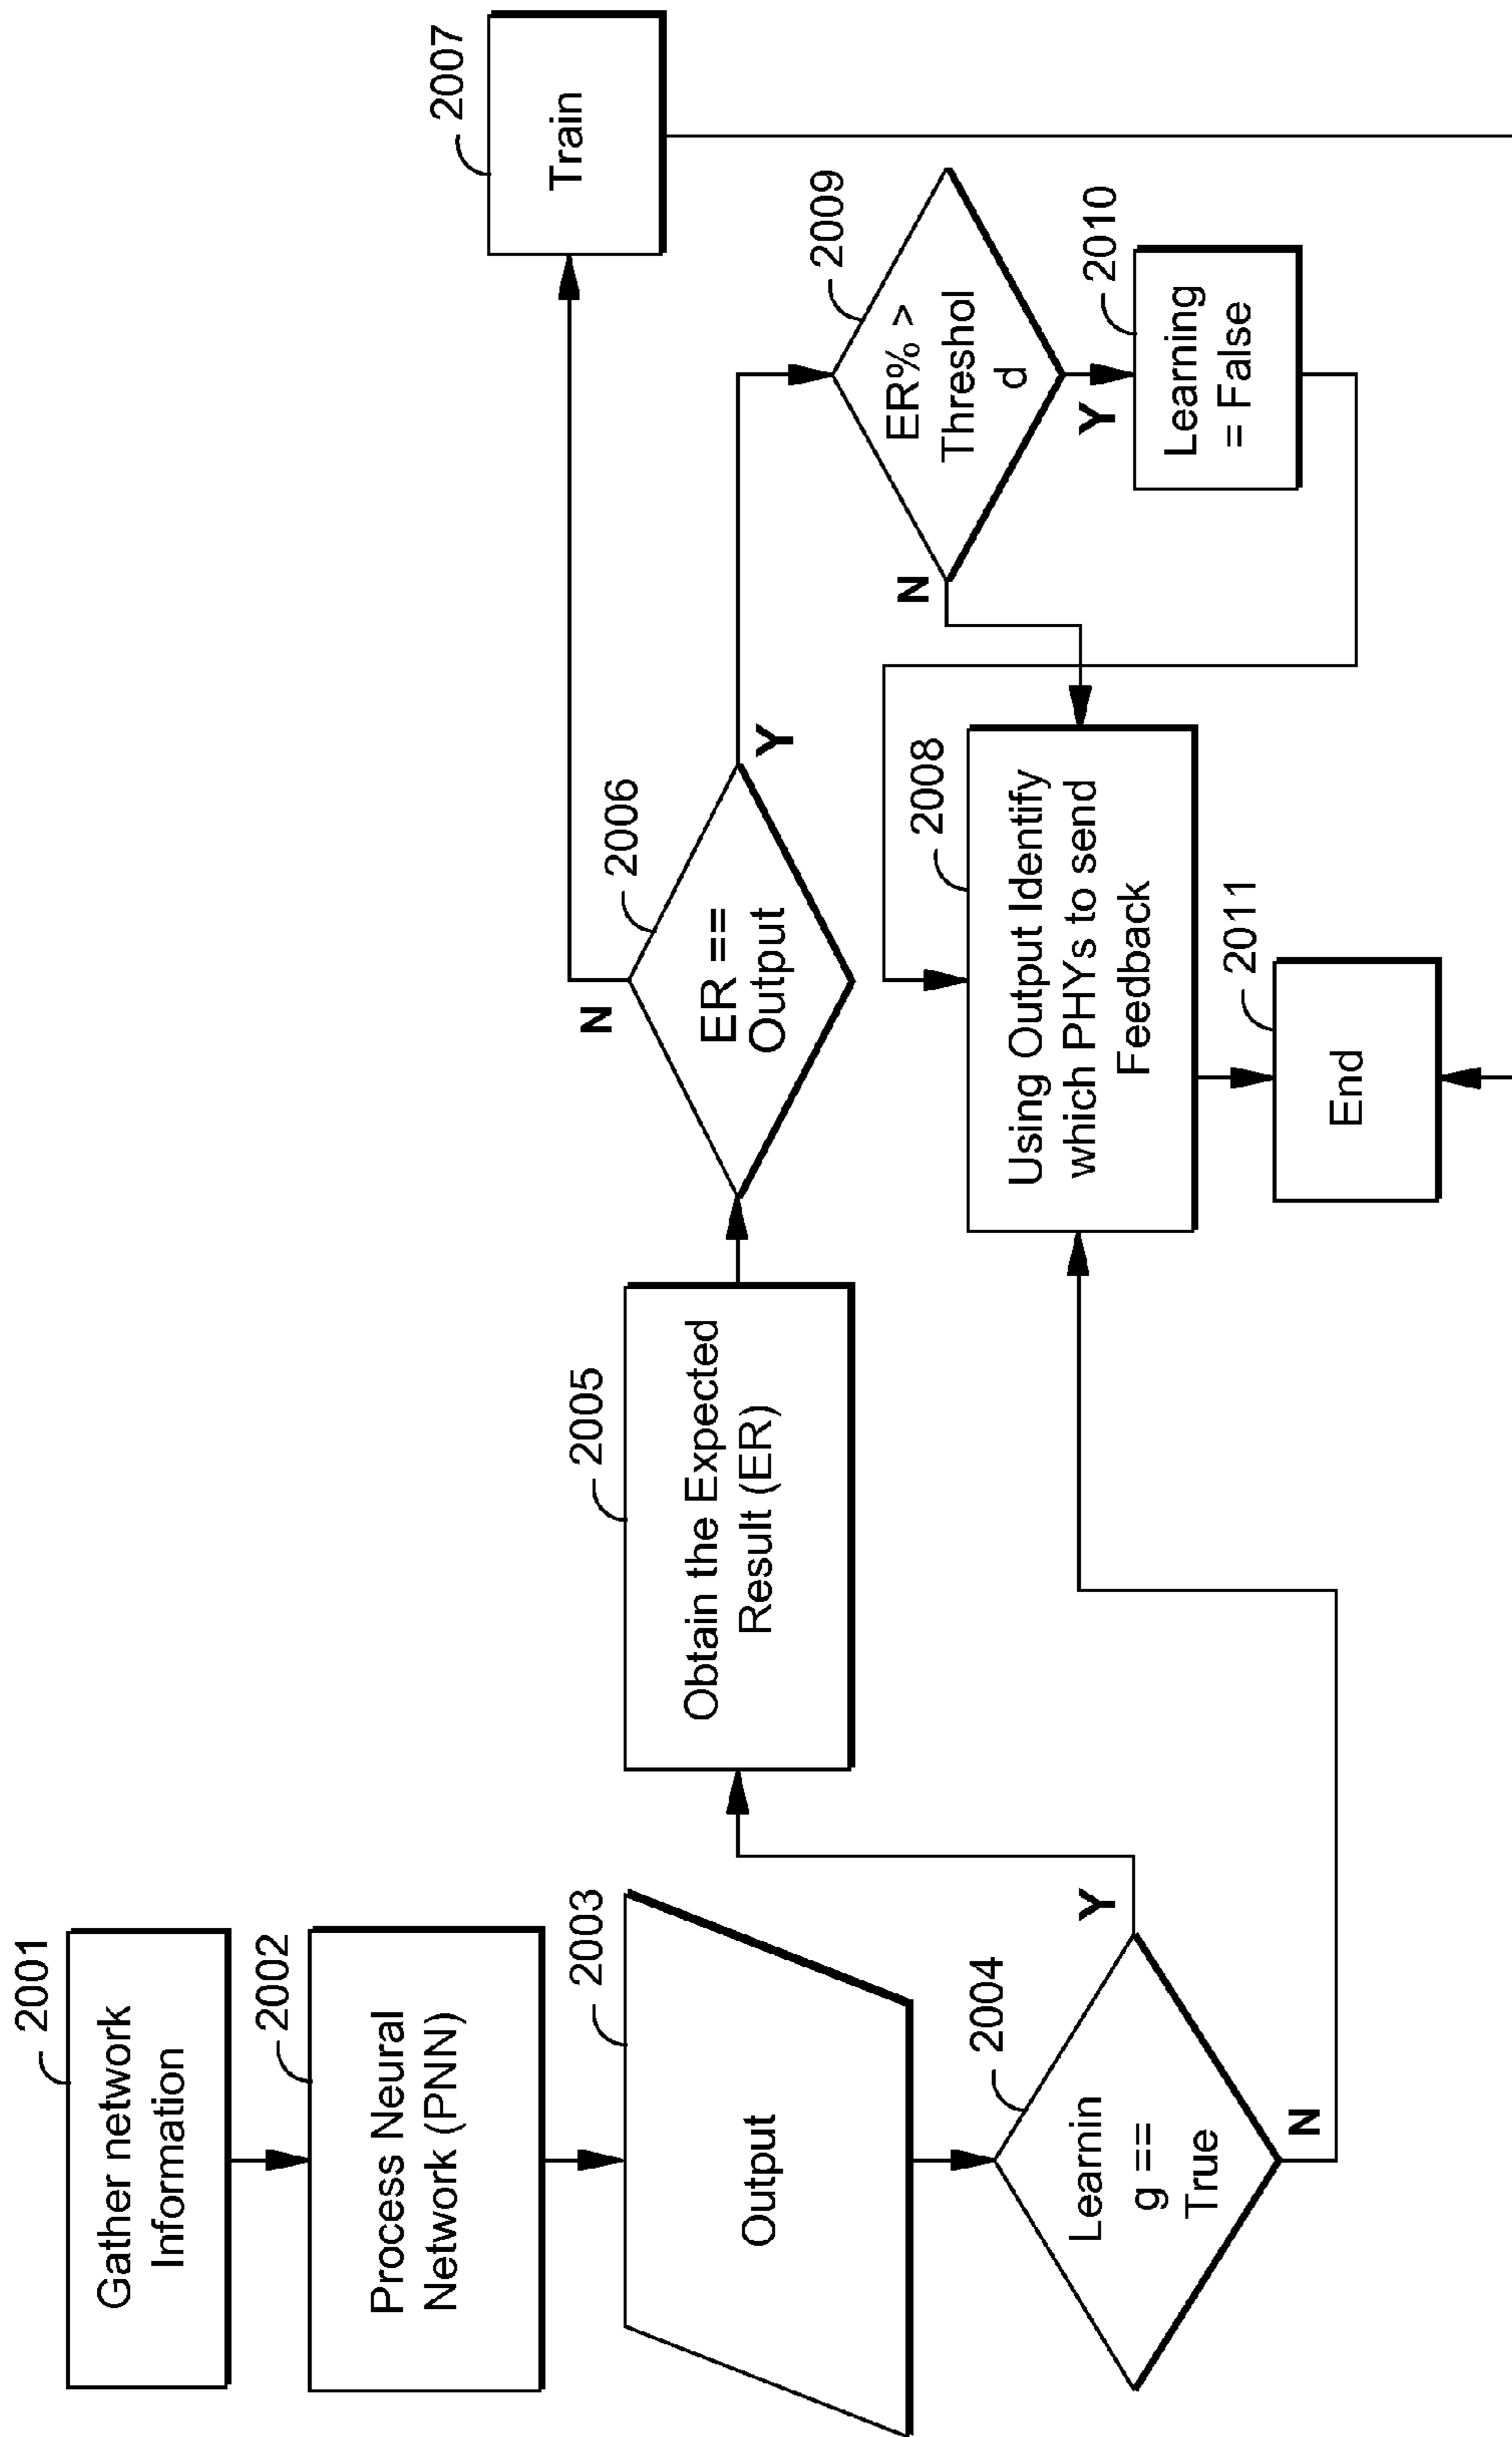 2001
Gather network
Information
2002
Process Neural
Network (PNN)
2003
Output
2004
Learnin
g ==
True
Y
N
2005
Obtain the Expected
Result (ER)
2006
ER ==
Output
N
Y
2007
Train
2009
ER% >
Threshol
d
N
Y
2010
Learning
= False
2008
Using Output Identify
which PHYs to send
Feedback
2011
End